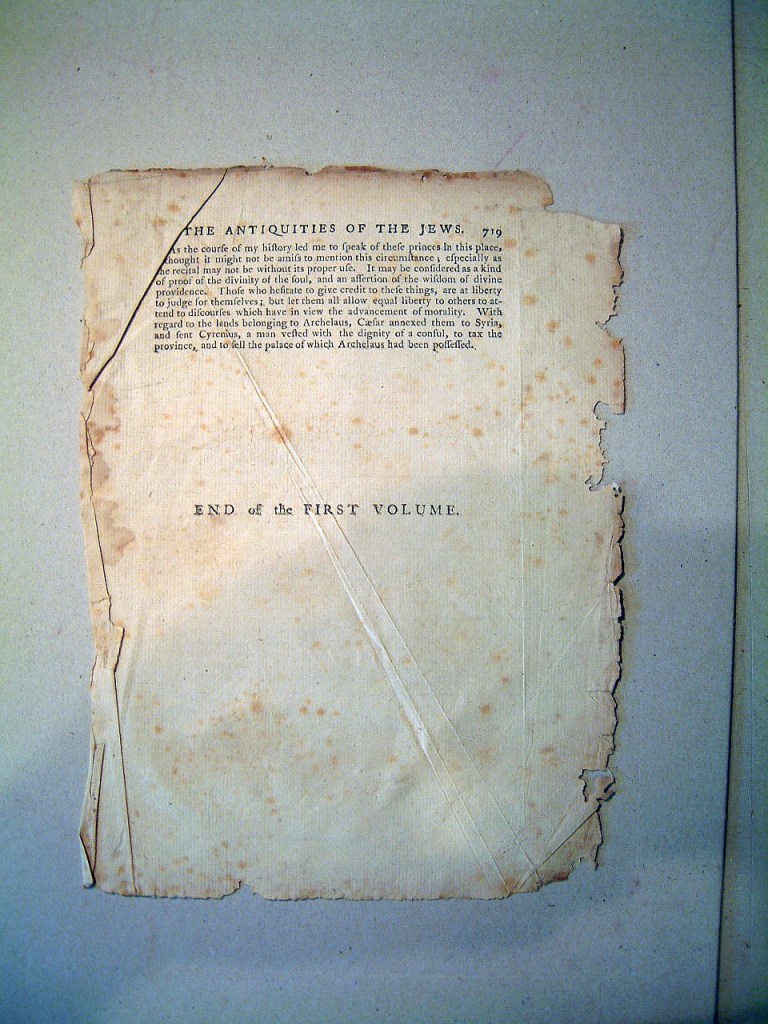 THE ANTIQUITIES OF THE JEWS. 719
As the courſe of my hiſtory led me to ſpeak of theſe princes in this place,
thought it might not be amiſs to mention this circumſtance; eſpecially as
he recital may not be without its proper uſe. It may be conſidered as a kind
of proof of the divinity of the ſoul, and an aſſertion of the wiſdom of divine
providence. Thoſe who heſitate to give credit to theſe things, are at liberty
to judge for themſelves; but let them all allow equal liberty to others to at-
tend to diſcourſes which have in view the advancement of morality. With
regard to the lends belonging to Archelaus, Cæſar annexed them to Syria,
and ſent Cyrenius, a man veſted with the dignity of a conſul, to tax the
province, and to ſell the palace of which Archelaus had been poſſeſſed.
END of the FIRST VOLUME.